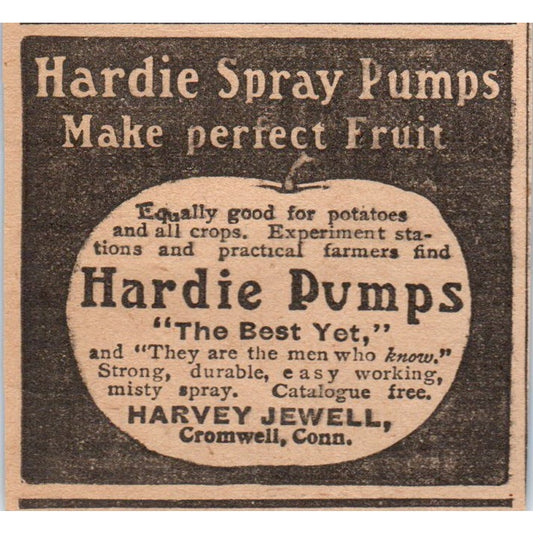 Hardie Spray Pumps
Make perfect Fruit
Equally good for potatoes
and all crops. Experiment sta-
tions and practical farmers find
Hardie Pumps
"The Best Yet,"
and "They are the men who know."
Strong, durable, easy working,
misty spray. Catalogue free.
HARVEY JEWELL,
Cromwell, Conn.